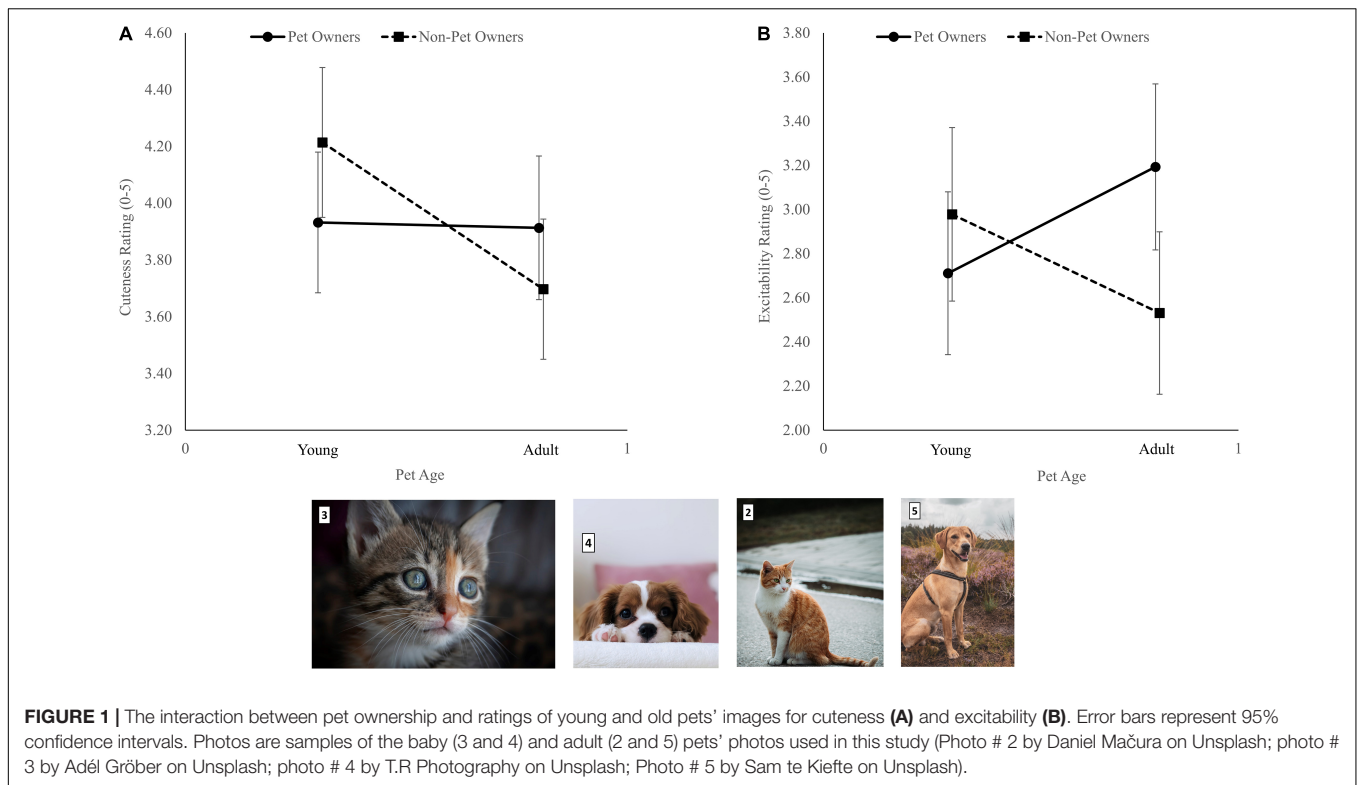 A
Pet Owners
Non-Pet Owners
4.60
4.40
4.20
4.00
3.80
3.60
3.40
3.20
Cuteness Rating (0-5)
0
Young
Adult
1
Pet Age
B
Pet Owners
Non-Pet Owners
3.80
3.60
3.40
3.20
3.00
2.80
2.60
2.40
2.20
2.00
Excitability Rating (0-5)
0
Young
Adult
1
Pet Age
3
4
2
5
FIGURE 1 | The interaction between pet ownership and ratings of young and old pets' images for cuteness (A) and excitability (B). Error bars represent 95%
confidence intervals. Photos are samples of the baby (3 and 4) and adult (2 and 5) pets' photos used in this study (Photo # 2 by Daniel Mačura on Unsplash; photo #
3 by Adél Gröber on Unsplash; photo # 4 by T.R Photography on Unsplash; Photo # 5 by Sam te Kiefte on Unsplash).